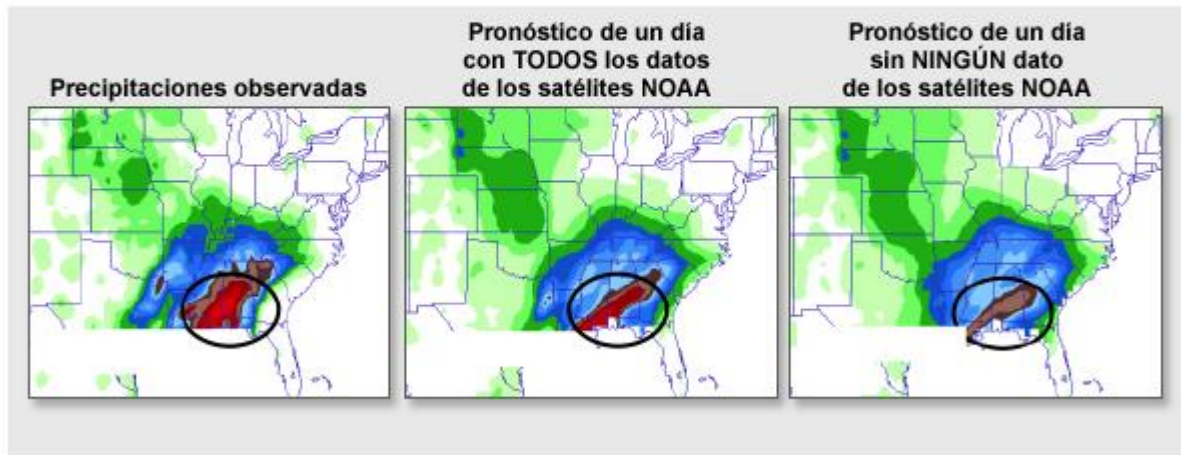 Precipitaciones observadas
Pronóstico de un día
con TODOS los datos
de los satélites NOAA
Pronóstico de un día
sin NINGÚN dato
de los satélites NOAA